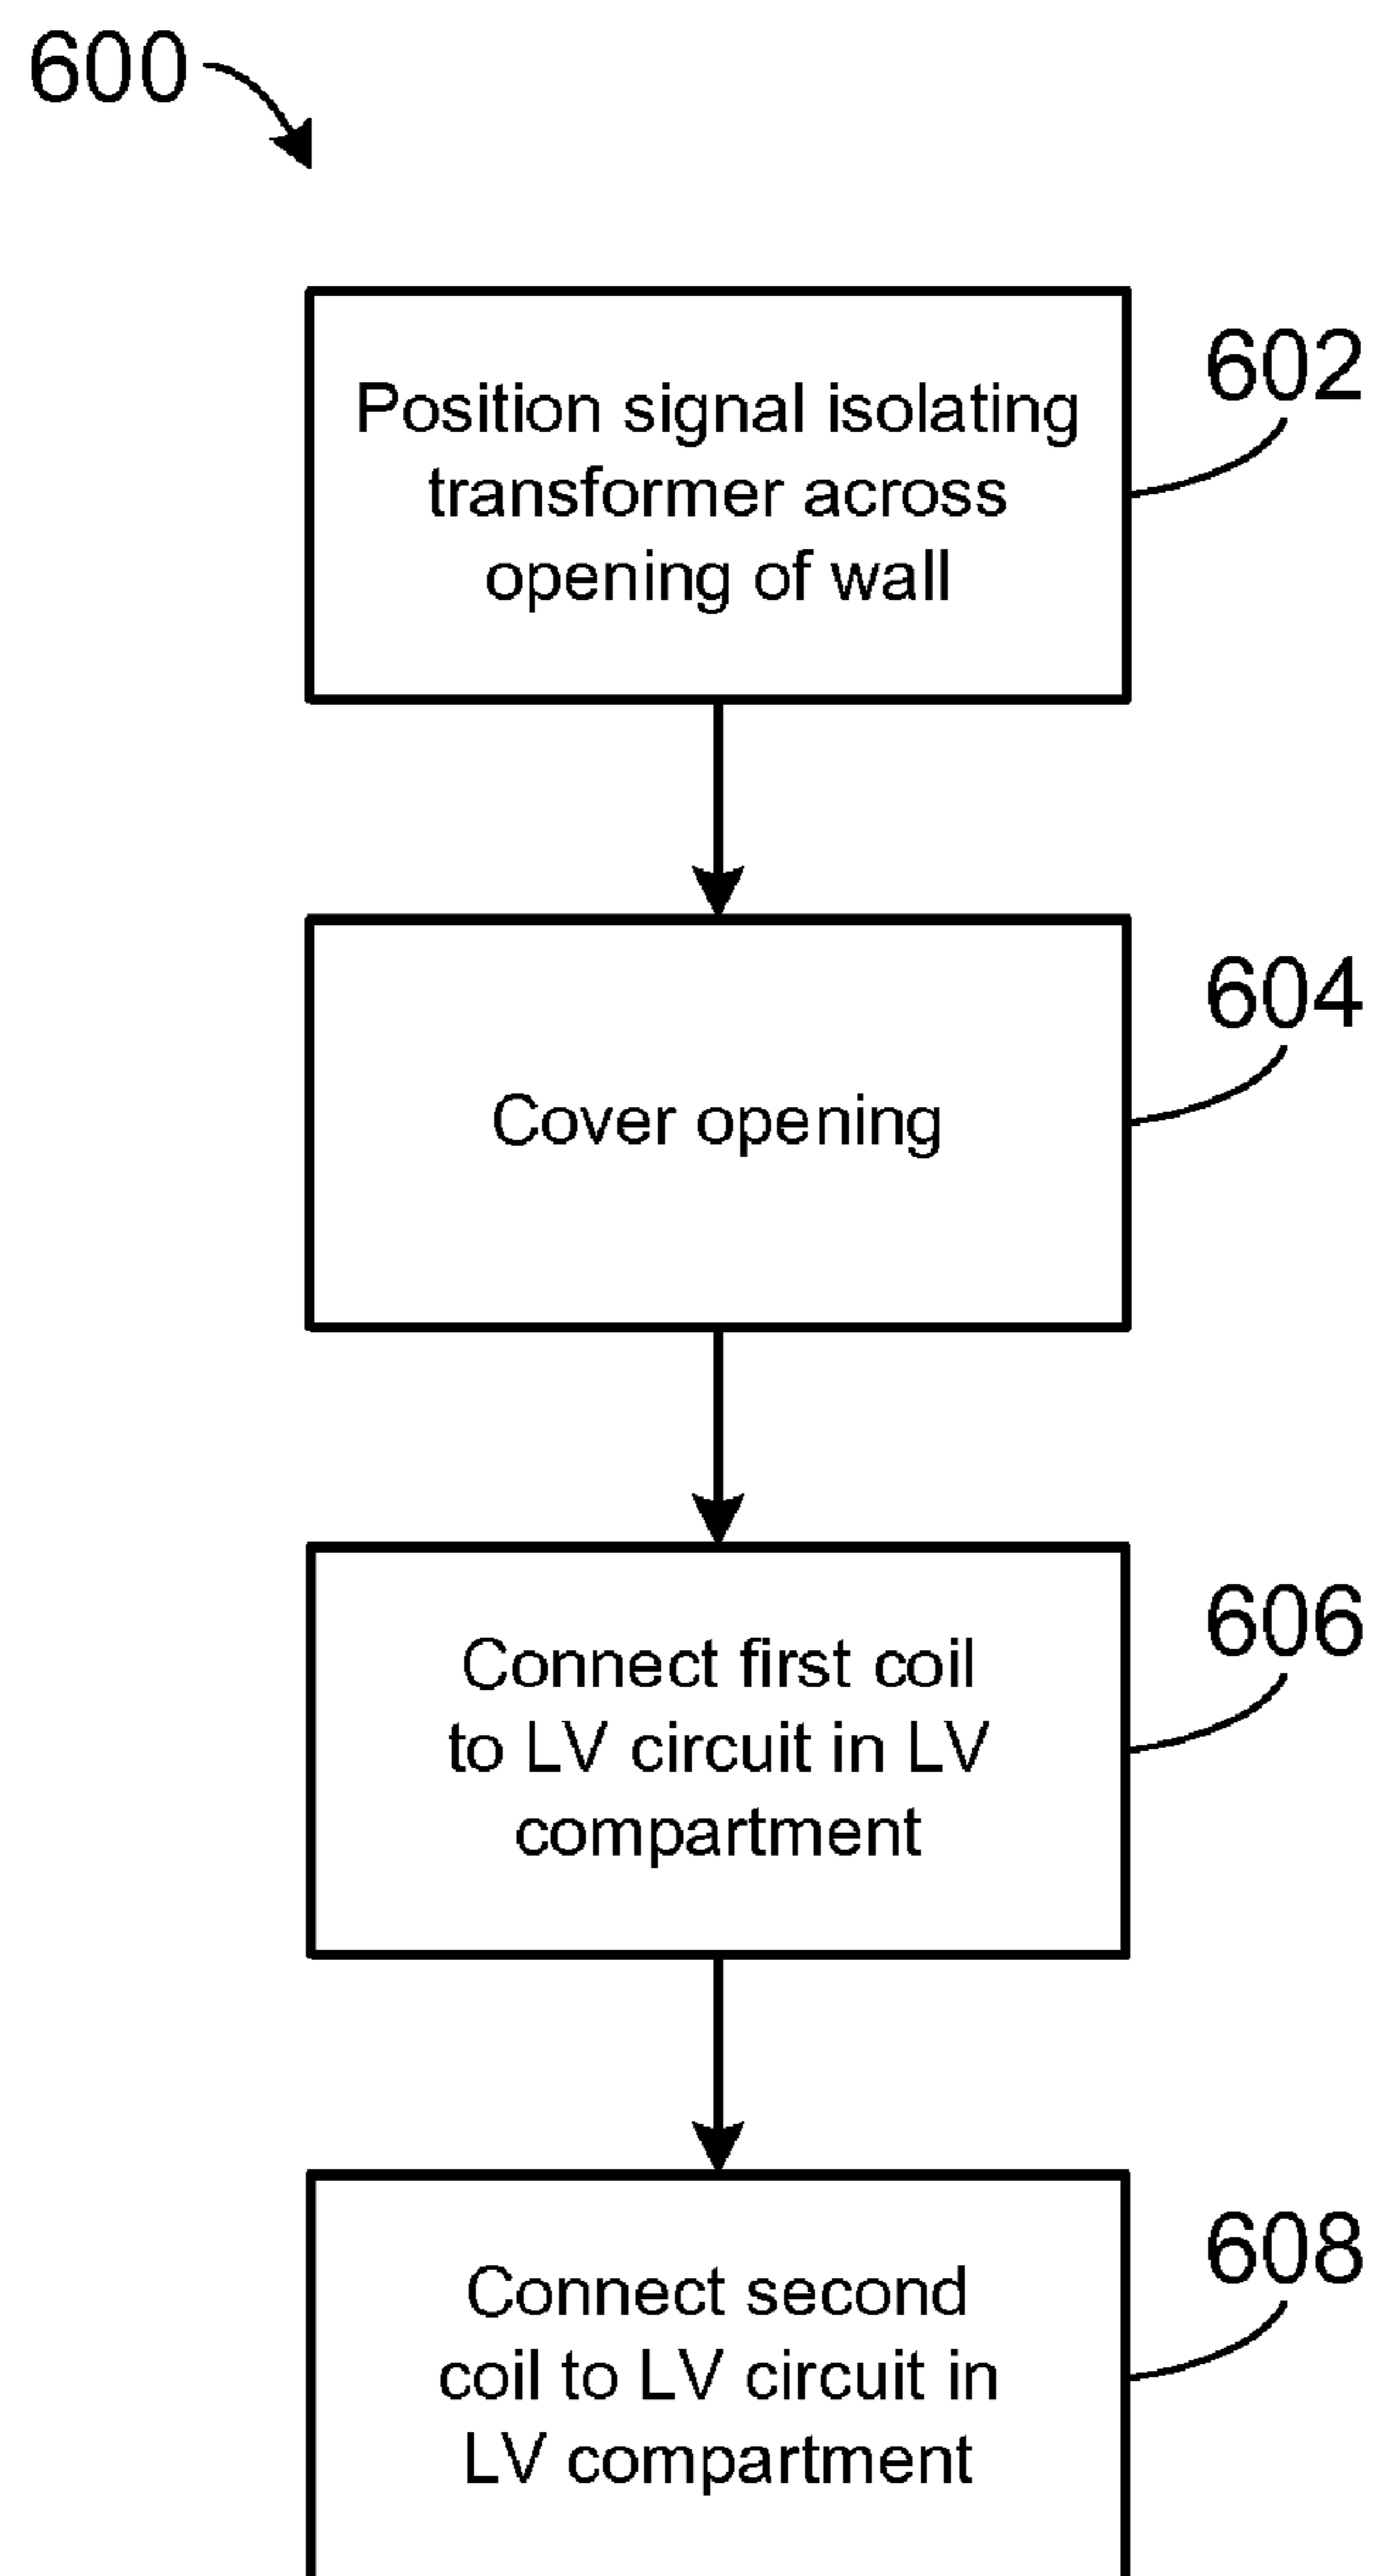 600
602
Position signal isolating
transformer across
opening of wall
604
Cover opening
606
Connect first coil
to LV circuit in LV
compartment
608
Connect second
coil to LV circuit in
LV compartment